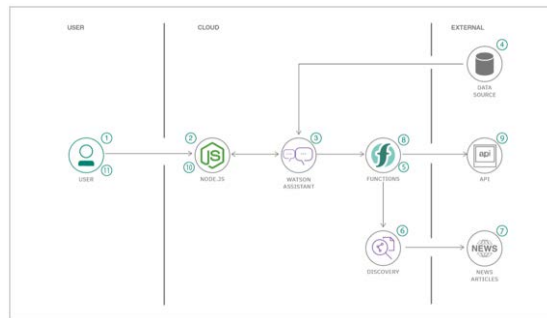 USER
CLOUD
EXTERNAL
4
DATA
SOURCE
1
2
3
8
9
JS
api
11
10
5
USER
NODE.JS
WATSON
ASSISTANT
FUNCTIONS
API
6
7
NEWS
DISCOVERY
NEWS
ARTICLES